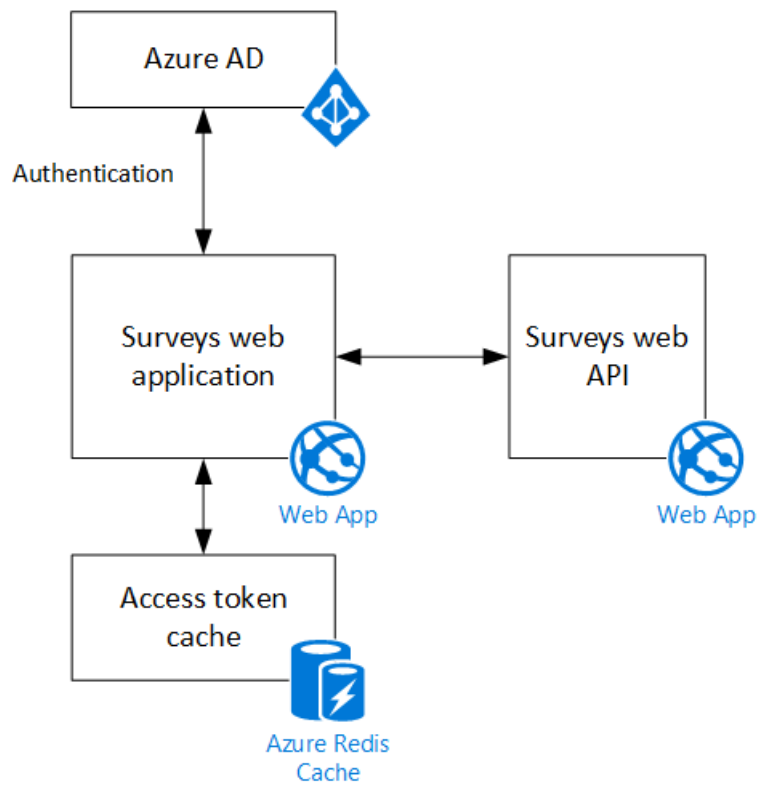 Azure AD
Authentication
Surveys web
application
Web App
Surveys web
API
Web App
Access token
cache
Azure Redis
Cache